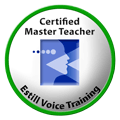 Certified
Master Teacher
Estill Voice Training